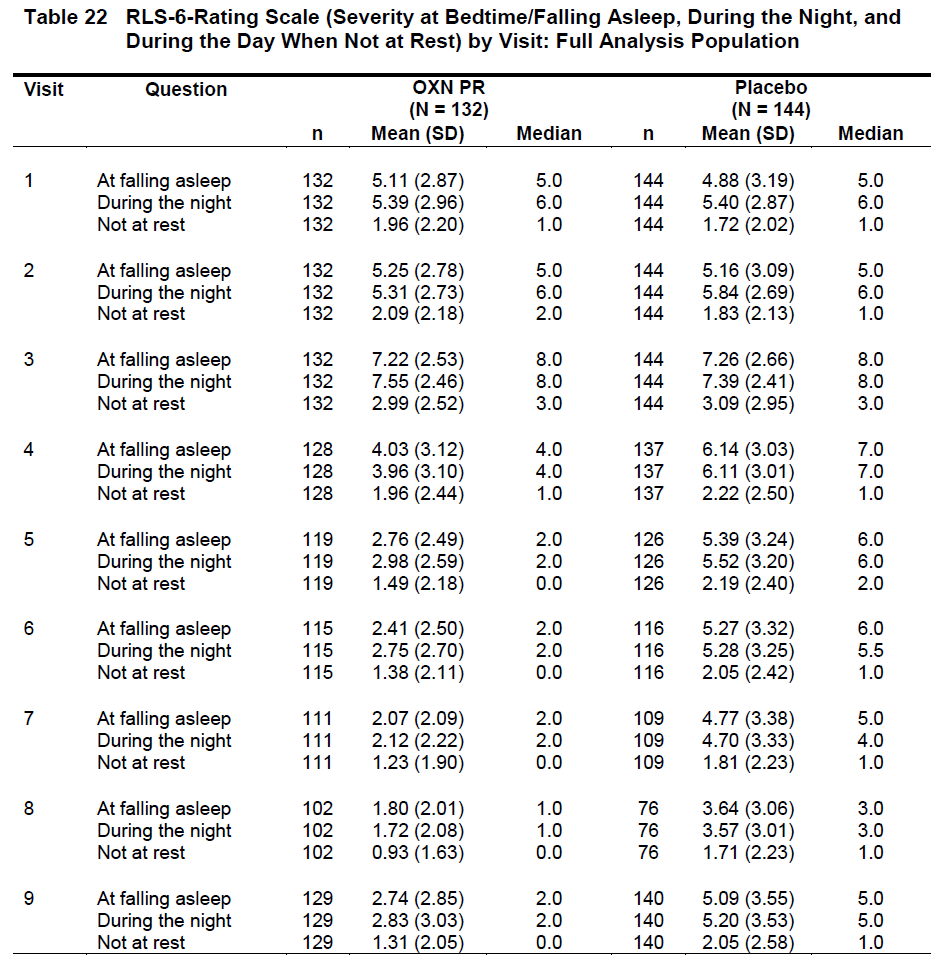 Table 22 RLS-6-Rating Scale (Severity at Bedtime/Falling Asleep, During the Night, and
During the Day When Not at Rest) by Visit: Full Analysis Population
Visit Question OXN PR Placebo
(N = 132) (N = 144)
n Mean (SD) Median n Mean (SD) Median
1 At falling asleep 132 5.11 (2.87) 5.0 144 4.88 (3.19) 5.0
During the night 132 5.39 (2.96) 6.0 144 5.40 (2.87) 6.0
Not at rest 132 1.96 (2.20) 1.0 144 1.72 (2.02) 1.0
2 At falling asleep 132 5.25 (2.78) 5.0 144 5.16 (3.09) 5.0
During the night 132 5.31 (2.73) 6.0 144 5.84 (2.69) 6.0
Not at rest 132 2.09 (2.18) 2.0 144 1.83 (2.13) 1.0
3 At falling asleep 132 7.22 (2.53) 8.0 144 7.26 (2.66) 8.0
During the night 132 7.55 (2.46) 8.0 144 7.39 (2.41) 8.0
Not at rest 132 2.99 (2.52) 3.0 144 3.09 (2.95) 3.0
4 At falling asleep 128 4.03 (3.12) 4.0 137 6.14 (3.03) 7.0
During the night 128 3.96 (3.10) 4.0 137 6.11 (3.01) 7.0
Not at rest 128 1.96 (2.44) 1.0 137 2.22 (2.50) 1.0
5 At falling asleep 119 2.76 (2.49) 2.0 126 5.39 (3.24) 6.0
During the night 119 2.98 (2.59) 2.0 126 5.52 (3.20) 6.0
Not at rest 119 1.49 (2.18) 0.0 126 2.19 (2.40) 2.0
6 At falling asleep 115 2.41 (2.50) 2.0 116 5.27 (3.32) 6.0
During the night 115 2.75 (2.70) 2.0 116 5.28 (3.25) 5.5
Not at rest 115 1.38 (2.11) 0.0 116 2.05 (2.42) 1.0
7 At falling asleep 111 2.07 (2.09) 2.0 109 4.77 (3.38) 5.0
During the night 111 2.12 (2.22) 2.0 109 4.70 (3.33) 4.0
Not at rest 111 1.23 (1.90) 0.0 109 1.81 (2.23) 1.0
8 At falling asleep 102 1.80 (2.01) 1.0 76 3.64 (3.06) 3.0
During the night 102 1.72 (2.08) 1.0 76 3.57 (3.01) 3.0
Not at rest 102 0.93 (1.63) 0.0 76 1.71 (2.23) 1.0
9 At falling asleep 129 2.74 (2.85) 2.0 140 5.09 (3.55) 5.0
During the night 129 2.83 (3.03) 2.0 140 5.20 (3.53) 5.0
Not at rest 129 1.31 (2.05) 0.0 140 2.05 (2.58) 1.0